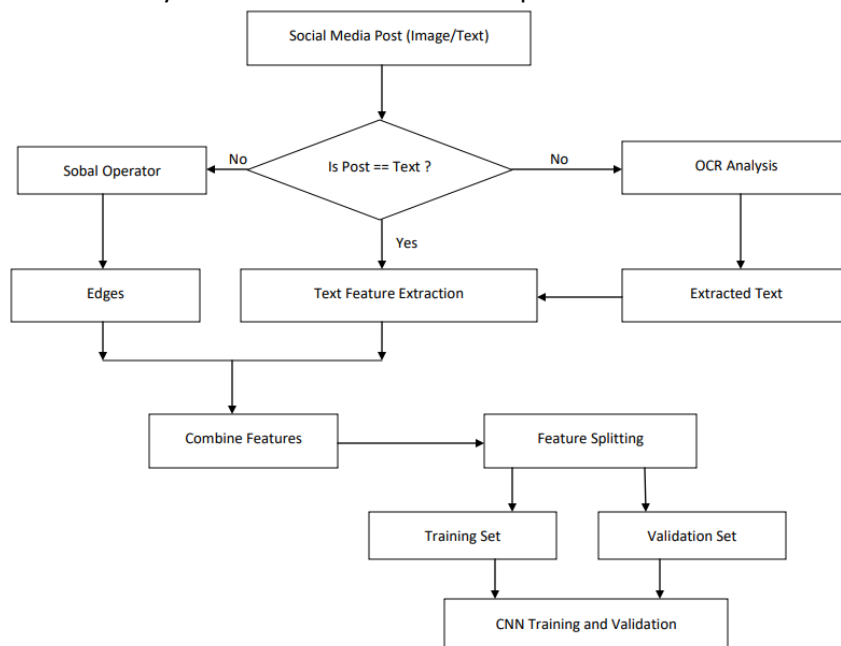 Social Media Post (Image/Text)
No
No
Sobal Operator
Is Post == Text ?
OCR Analysis
Yes
Edges
Text Feature Extraction
Extracted Text
Combine Features
Feature Splitting
Training Set
Validation Set
CNN Training and Validation